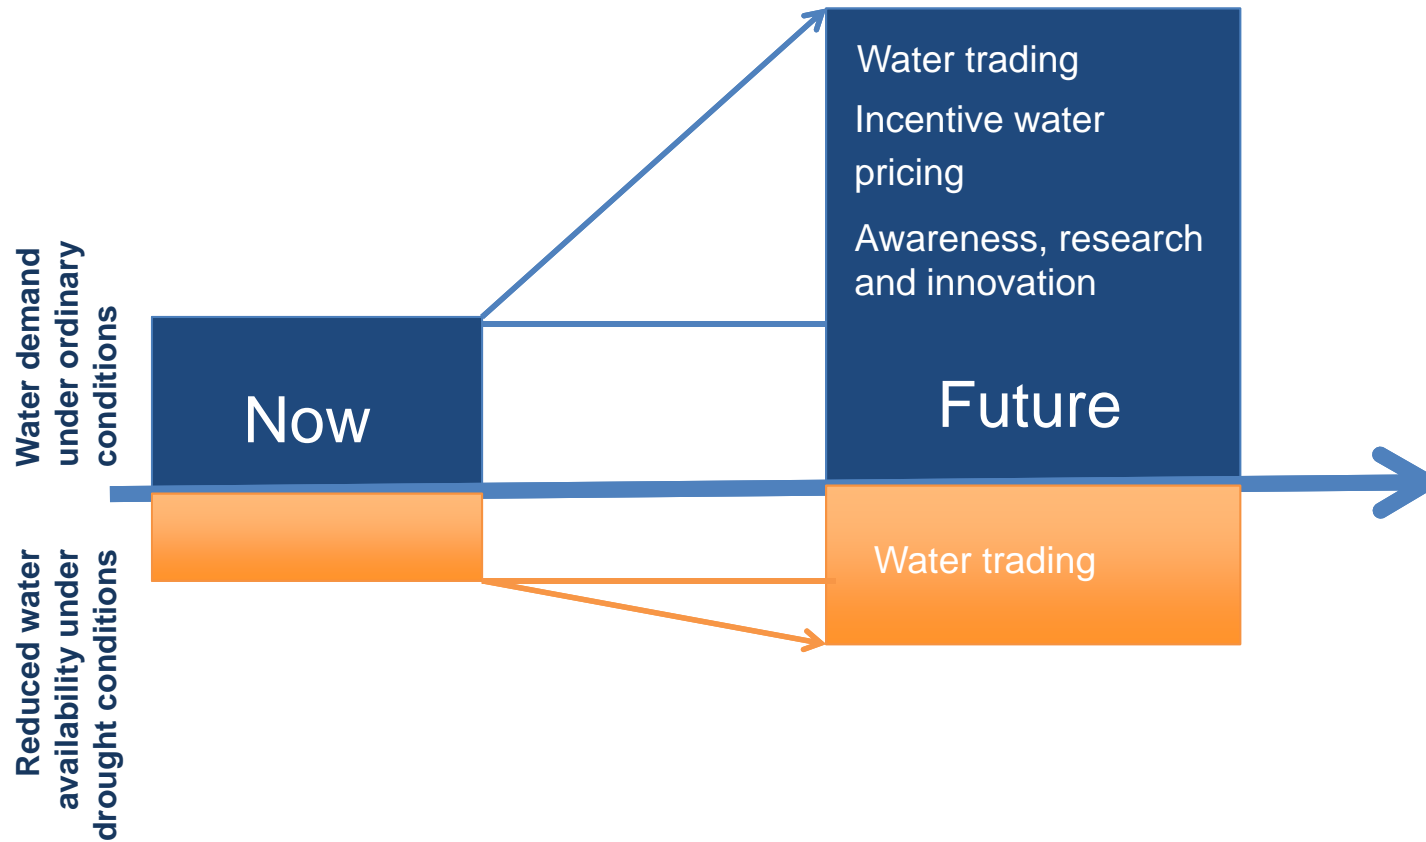 Water demand
under ordinary
conditions
Reduced water
availability under
drought conditions
Now
Water trading
Incentive water
pricing
Awareness, research
and innovation
Future
Water trading